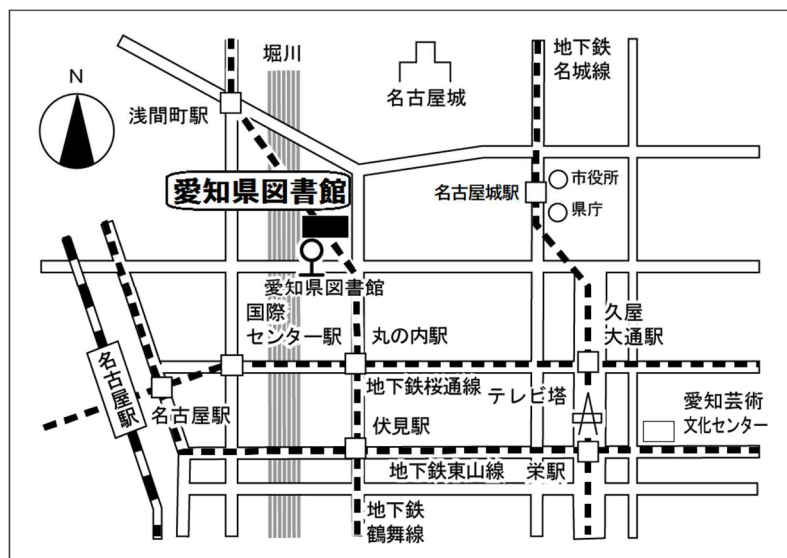 堀川
地下鉄
名城線
N
名古屋城
浅間町駅
愛知県図書館
名古屋城駅
市役所
県庁
愛知県図書館
国際
センター駅
丸の内駅
久屋
大通駅
名古屋駅
名古屋駅
地下鉄桜通線
テレビ塔
愛知芸術
文化センター
伏見駅
地下鉄東山線
栄駅
地下鉄
鶴舞線